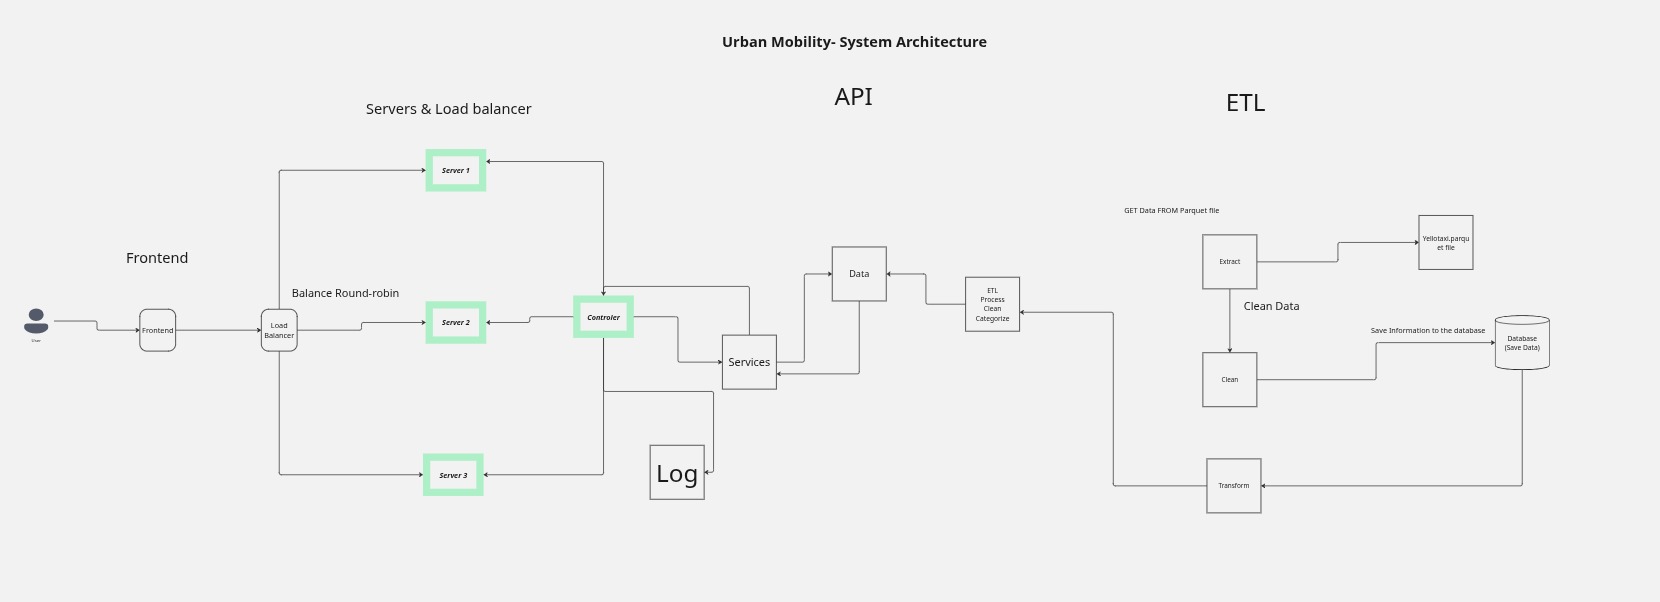 Urban Mobility- System Architecture
API
ETL
Servers & Load balancer
Server 1
GET Data FROM Parquet file
Yellotaxi.parqu
et file
Extract
Frontend
Data
Balance Round-robin
ETL
Process
Clean
Categorize
Clean Data
User
Frontend
Load
Balancer
Server 2
Controler
Save Information to the database
Database
(Save Data)
Services
Clean
Server 3
Log
Transform